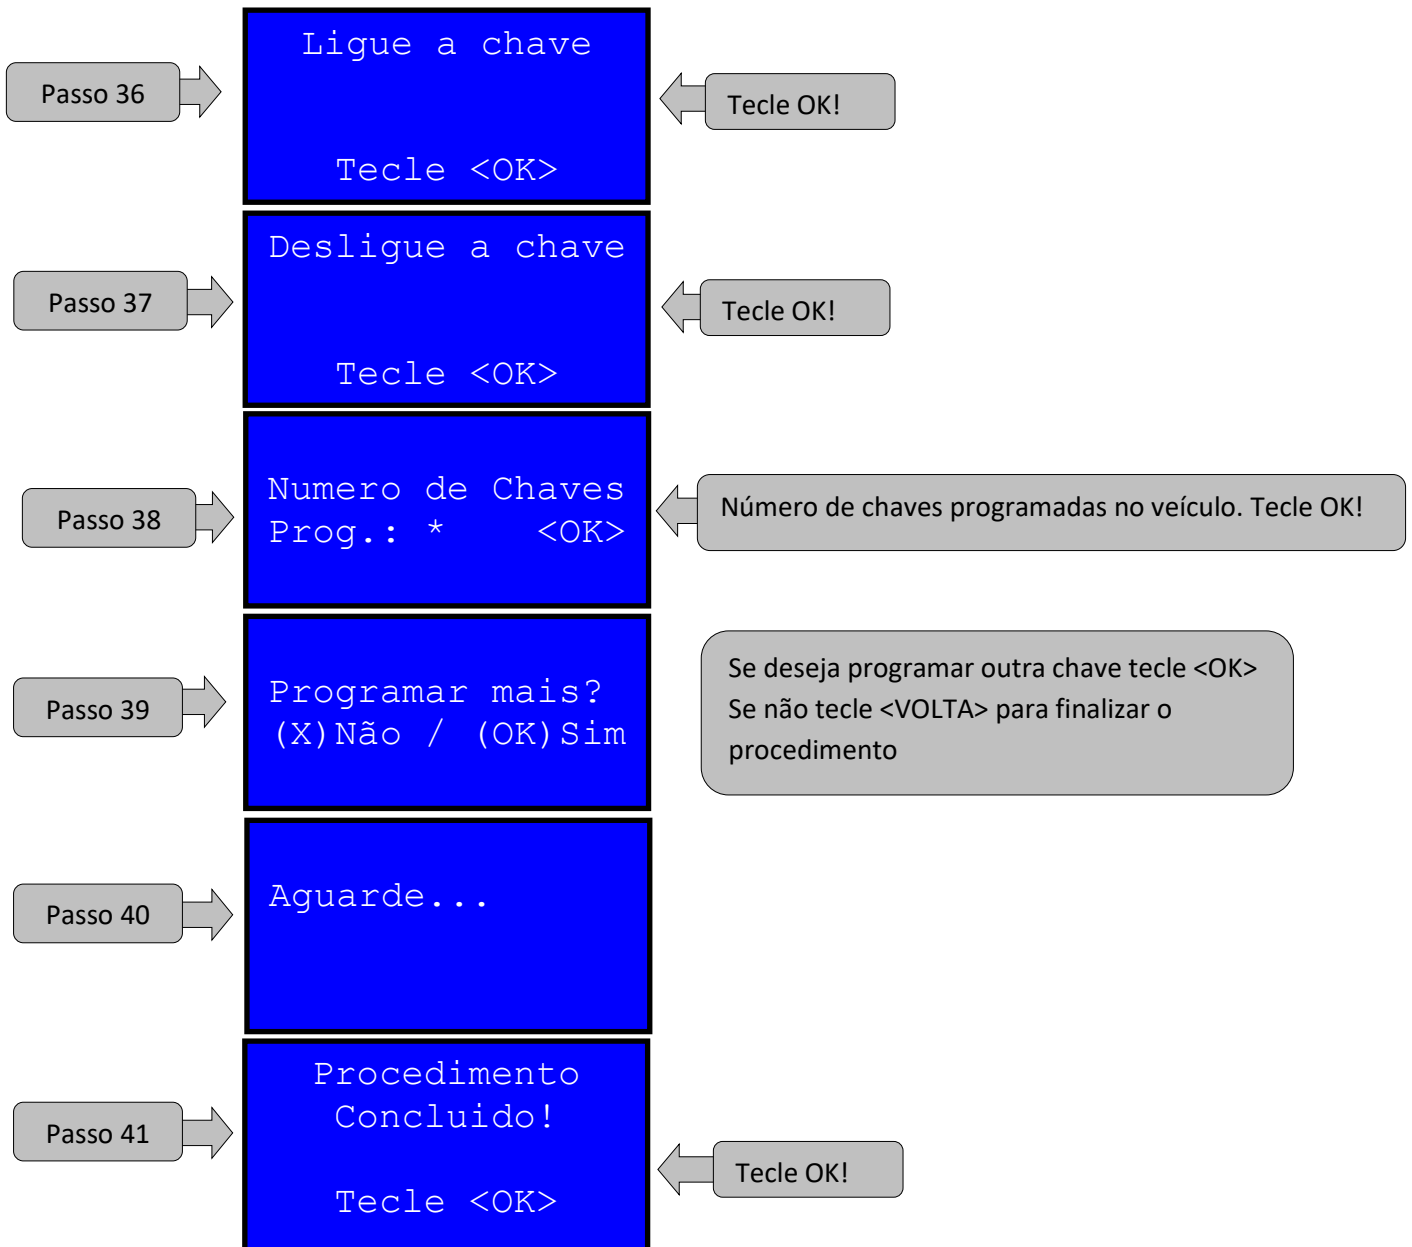 Passo 36
Ligue a chave
Tecle <OK>
Tecle OK!
Passo 37
Desligue a chave
Tecle <OK>
Tecle OK!
Passo 38
Numero de Chaves
Prog.: * <OK>
Número de chaves programadas no veículo. Tecle OK!
Passo 39
Programar mais?
(X)Não / (OK)Sim
Se deseja programar outra chave tecle <OK>
Se não tecle <VOLTA> para finalizar o
procedimento
Passo 40
Aguarde...
Passo 41
Procedimento
Concluido!
Tecle <OK>
Tecle OK!